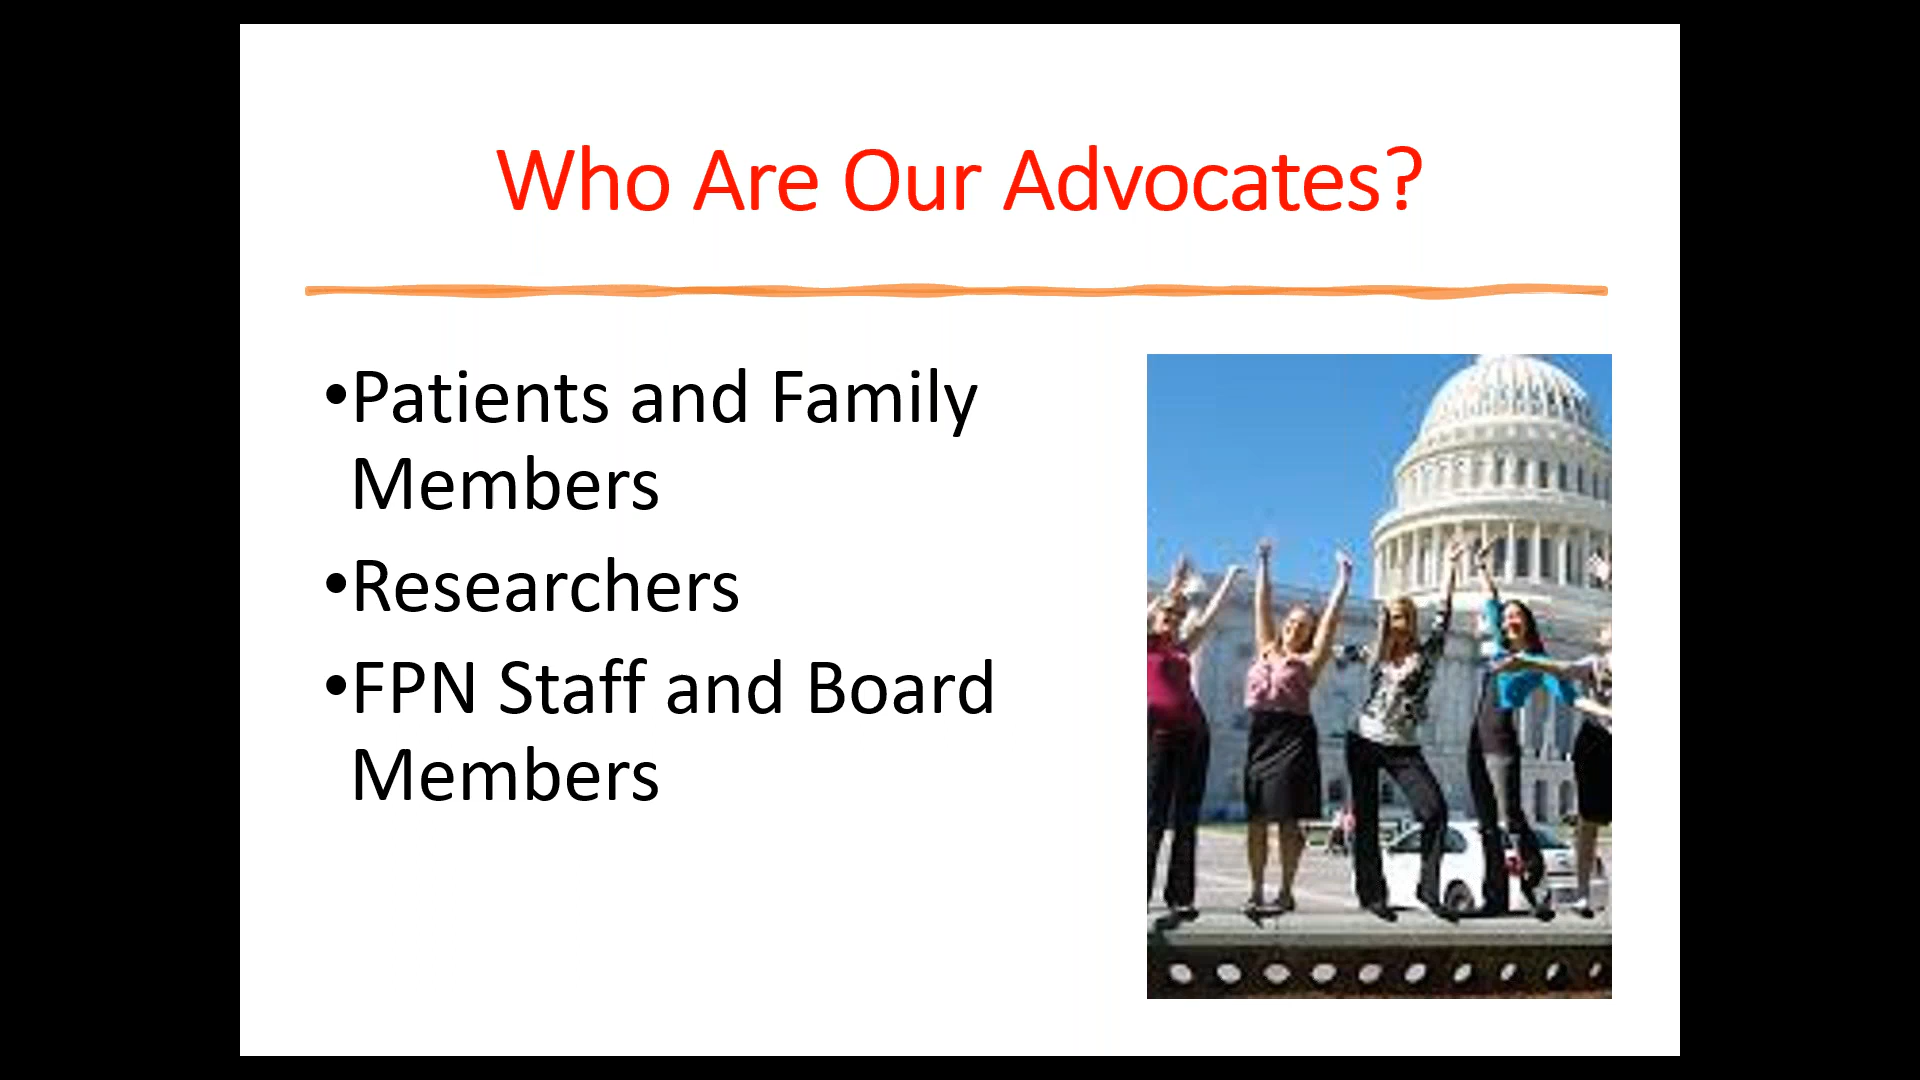 Who Are Our Advocates?
•Patients and Family
Members
•Researchers
•FPN Staff and Board
Members